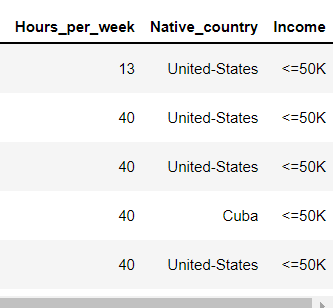 Hours_per_week Native_country Income
13 United-States <=50K
40 United-States <=50K
40 United-States <=50K
40 Cuba <=50K
40 United-States <=50K